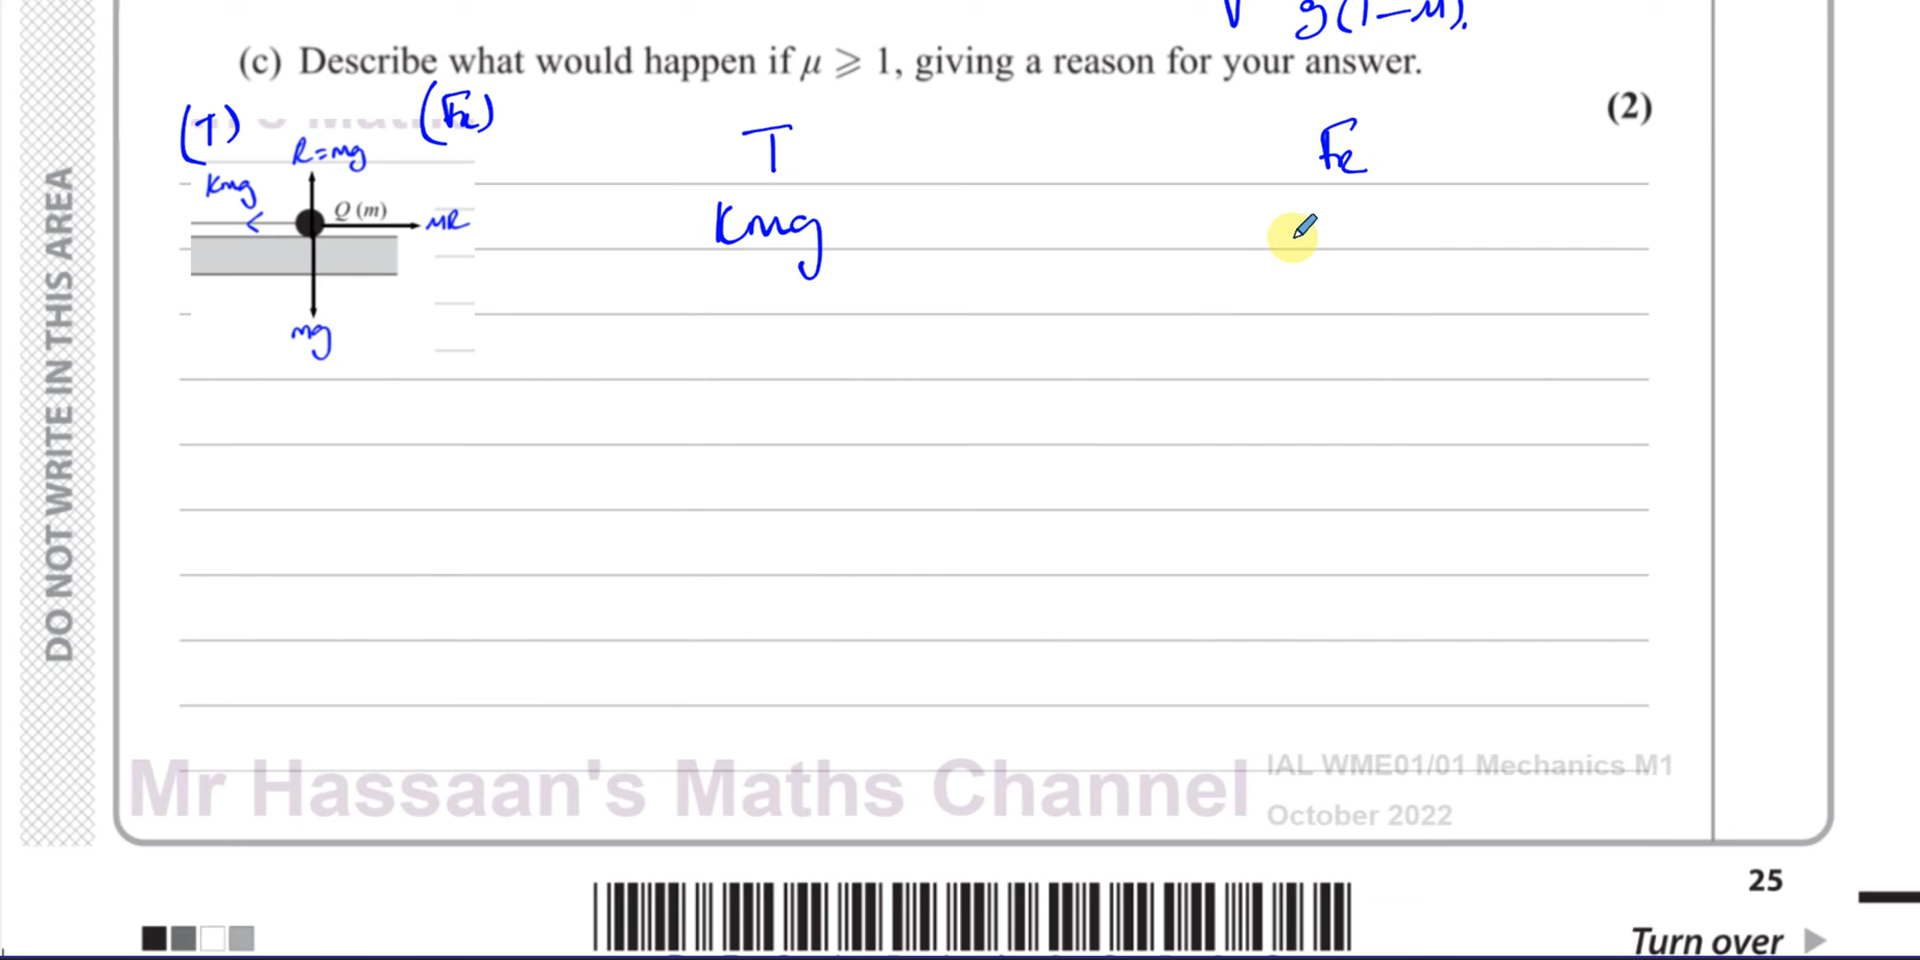 g(1-μ).
(c) Describe what would happen if μ ⩾ 1, giving a reason for your answer.
(2)
(T)
(Fr)
R=mg
T
Fr
Kmg
Q (m)
μR
Kmg
mg
DO NOT WRITE IN THIS AREA
Mr Hassaan's Maths Channel
IAL WME01/01 Mechanics M1
October 2022
25
Turn over